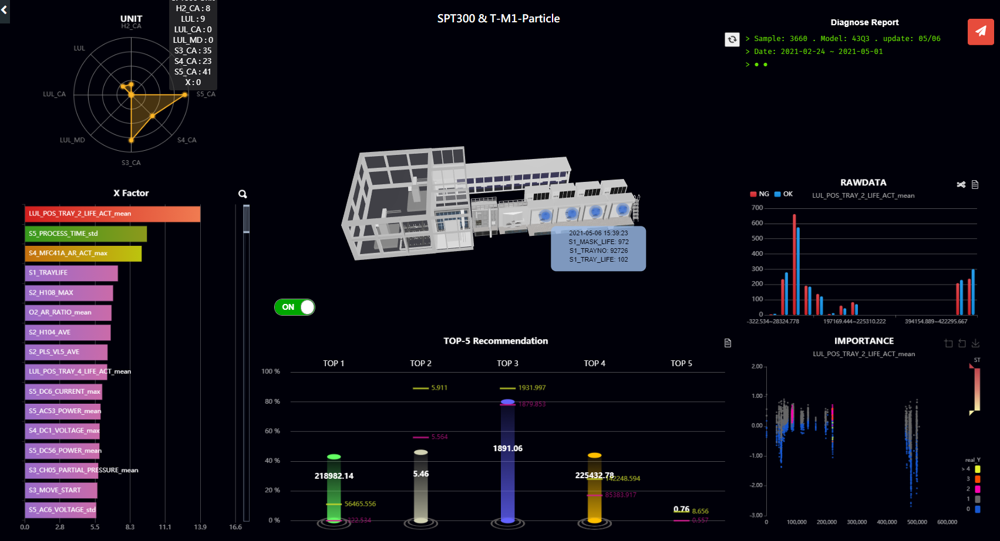 UNIT
H2_CA
LUL
LUL_CA
LUL_MD
S3_CA
S4_CA
S5_CA
H2_CA : 8
LUL : 9
LUL_CA : 0
LUL_MD : 0
S3_CA : 35
S4_CA : 23
S5_CA : 41
X : 0
SPT300 & T-M1-Particle
Diagnose Report
> Sample: 3660 . Model: 43Q3 . update: 05/06
> Date: 2021-02-24 ~ 2021-05-01
>
X Factor
LUL_POS_TRAY_2_LIFE_ACT_mean
S5_PROCESS_TIME_std
S4_MFC41A_AR_ACT_max
S1_TRAYLIFE
S2_H108_MAX
O2_AR_RATIO_mean
S2_H104_AVE
S2_PLS_VL5_AVE
LUL_POS_TRAY_4_LIFE_ACT_mean
S5_DC6_CURRENT_max
S5_AC53_POWER_mean
S4_DC1_VOLTAGE_max
S5_DC56_POWER_mean
S3_CH05_PARTIAL_PRESSURE_mean
S3_MOVE_START
S5_AC6_VOLTAGE_std
0.0 2.8 5.5 8.3 11.1 13.9 16.6
2021-05-06 15:39:23
S1_MASK_LIFE: 972
S1_TRAYNO: 92726
S1_TRAY_LIFE: 102
ON
TOP-5 Recommendation
TOP 1 TOP 2 TOP 3 TOP 4 TOP 5
100 %
80 %
60 %
40 %
20 %
0 %
218982.14
56465.556
5.911
5.564
5.46
1931.997
1879.853
1891.06
225432.78
142248.594
85383.917
0.76
8.656
0.557
RAWDATA
NG OK
LUL_POS_TRAY_2_LIFE_ACT_mean
700
600
500
400
300
200
100
0
-322.534~28324.778 197169.444~225310.222 394154.889~422295.667
IMPORTANCE
LUL_POS_TRAY_2_LIFE_ACT_mean
ST
2.00
1.00
0.00
-1.00
-2.00
-3.00
0 100,000 200,000 300,000 400,000 500,000 600,000
real_Y
> 4
3
2
1
0